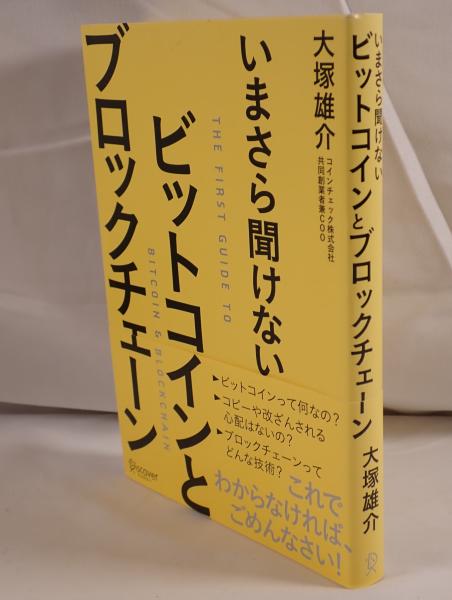 いまさら聞けない
ビットコインと
ブロックチェーン
THE FIRST GUIDE TO
BITCOIN & BLOCKCHAIN
大塚雄介
コインチェック株式会社
共同創業者兼COO
▶ビットコインって何なの?
▶コピーや改ざんされる
心配はないの?
▶ブロックチェーンって
どんな技術?
これで
わからなければ、
ごめんなさい!
Discover
いまさら聞けない
ビットコインとブロックチェーン
大塚雄介